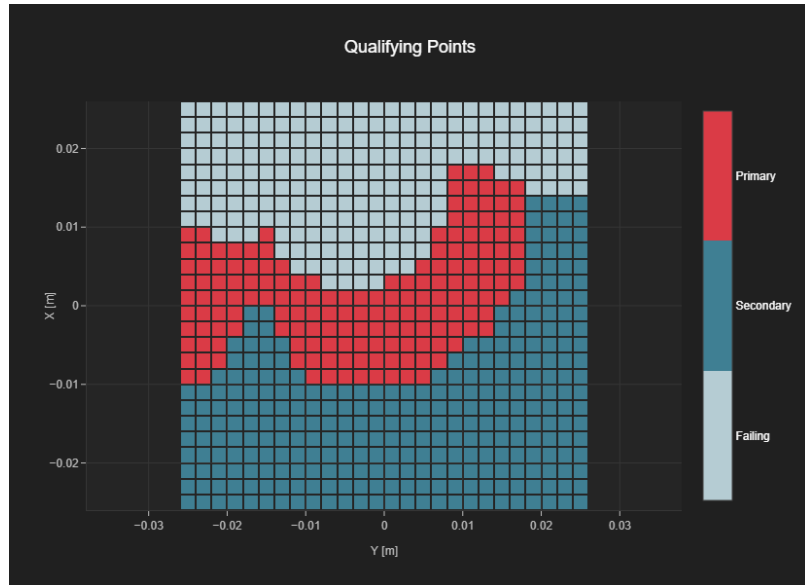 Qualifying Points
0.02
0.01
0
−0.01
−0.02
X [m]
−0.03
−0.02
−0.01
0
0.01
0.02
0.03
Y [m]
Primary
Secondary
Failing